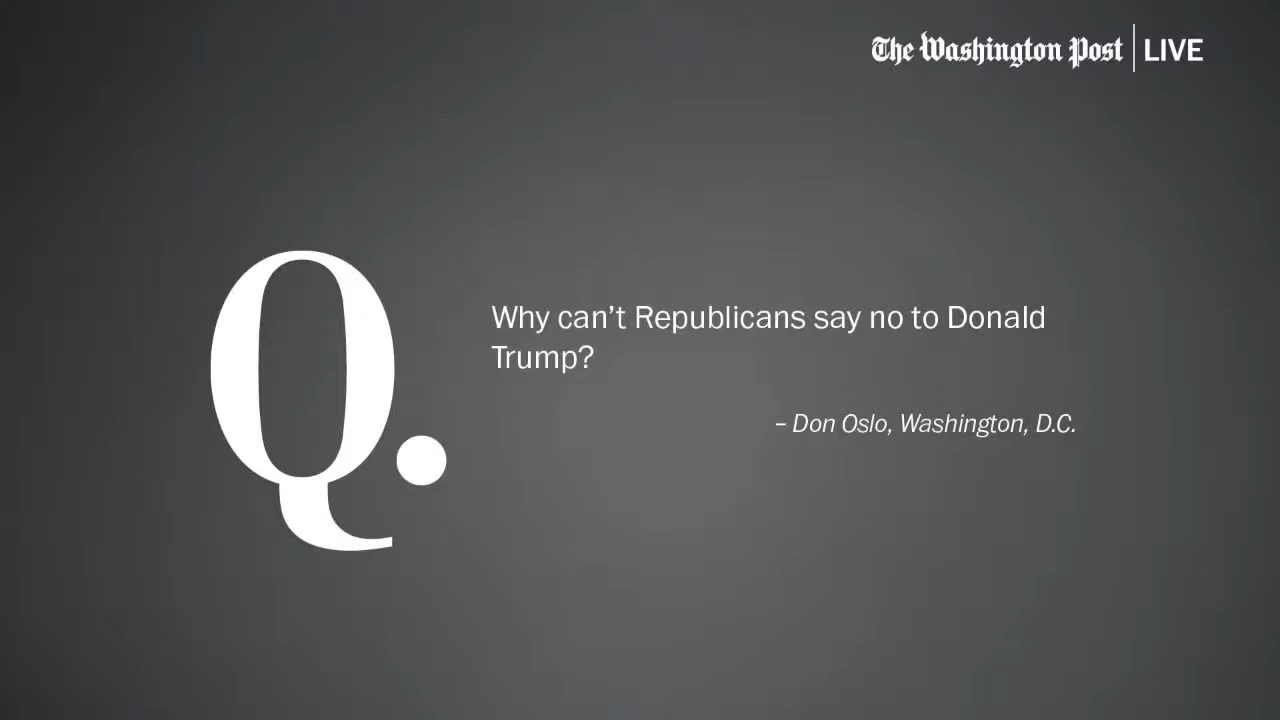 The Washington Post | LIVE
Q.
Why can't Republicans say no to Donald
Trump?
– Don Oslo, Washington, D.C.